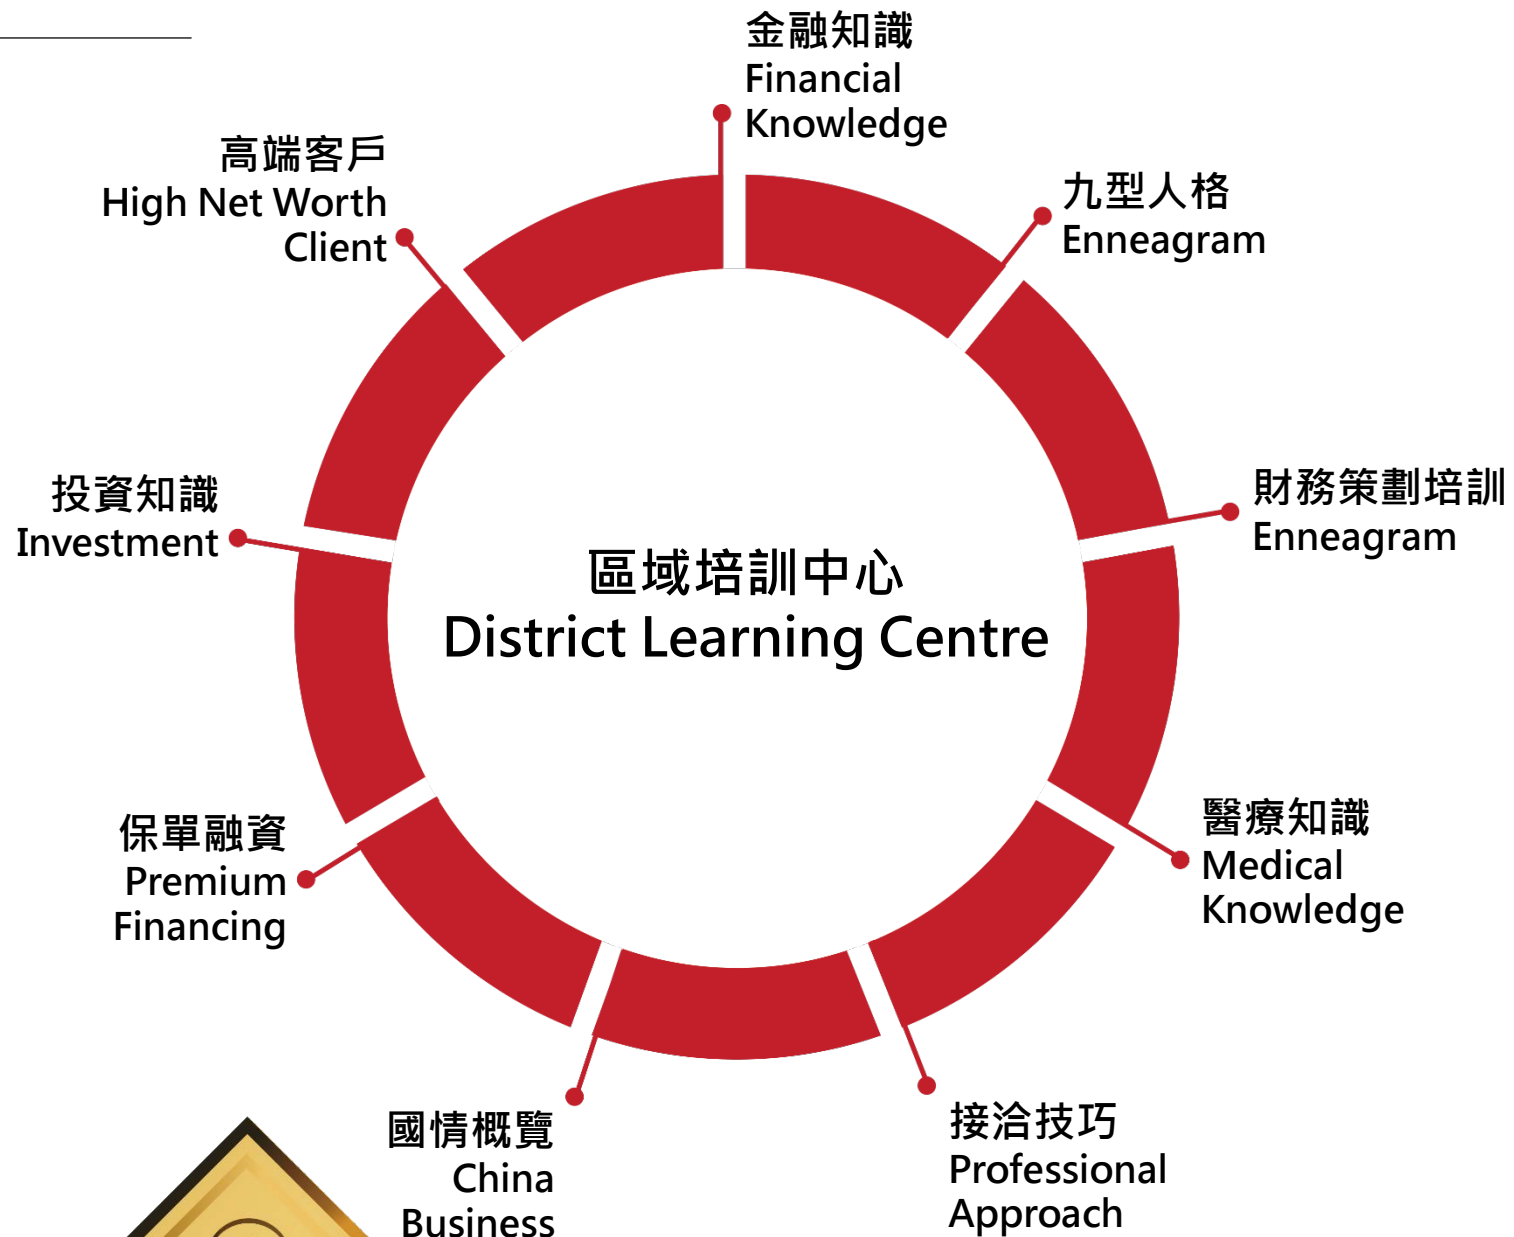 金融知識
Financial
Knowledge
九型人格
Enneagram
財務策劃培訓
Enneagram
醫療知識
Medical
Knowledge
接洽技巧
Professional
Approach
國情概覽
China
Business
保單融資
Premium
Financing
投資知識
Investment
高端客戶
High Net Worth
Client
區域培訓中心
District Learning Centre